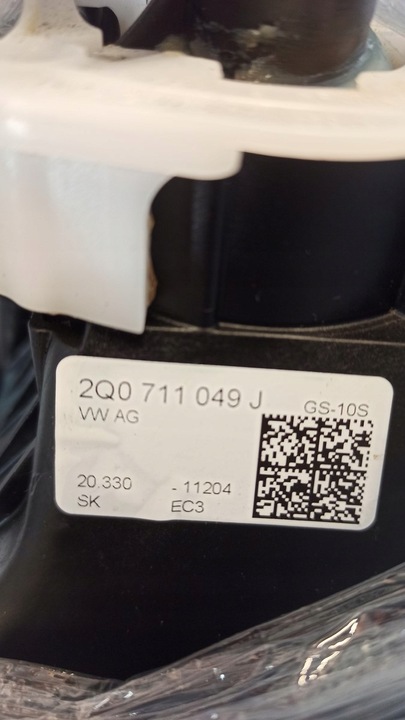 2Q0 711 049 J
VW AG GS-10S
20.330 - 11204
SK EC3